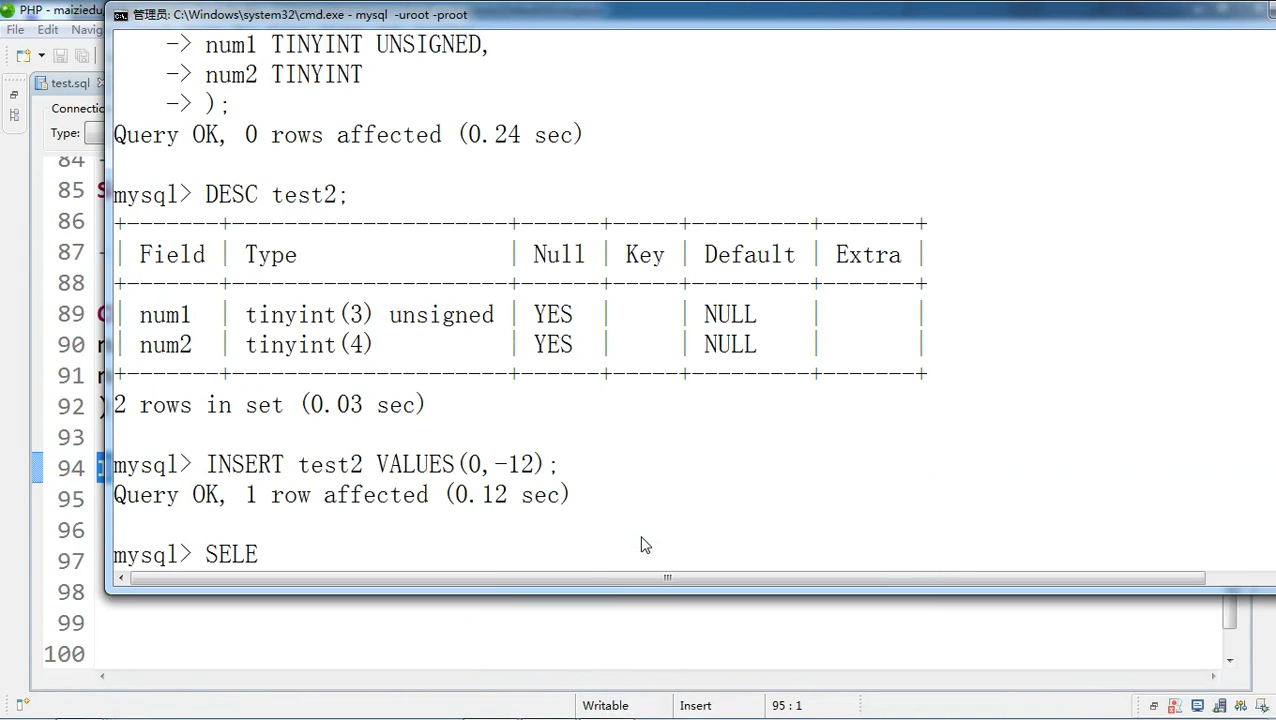 PHP - maiziedu,
管理员: C:\Windows\system32\cmd.exe - mysql -uroot -proot
File Edit Navig
test.sql
Connectio
Type:
-> num1 TINYINT UNSIGNED,
-> num2 TINYINT
-> );
Query OK, 0 rows affected (0.24 sec)
mysql> DESC test2;
+-------+---------------------+------+-----+---------+-------+
| Field | Type | Null | Key | Default | Extra |
+-------+---------------------+------+-----+---------+-------+
| num1 | tinyint(3) unsigned | YES | | NULL | |
| num2 | tinyint(4) | YES | | NULL | |
+-------+---------------------+------+-----+---------+-------+
2 rows in set (0.03 sec)
mysql> INSERT test2 VALUES(0,-12);
Query OK, 1 row affected (0.12 sec)
mysql> SELE
84
85
86
87
88
89
90
91
92
93
94
95
96
97
98
99
100
Writable Insert 95 : 1